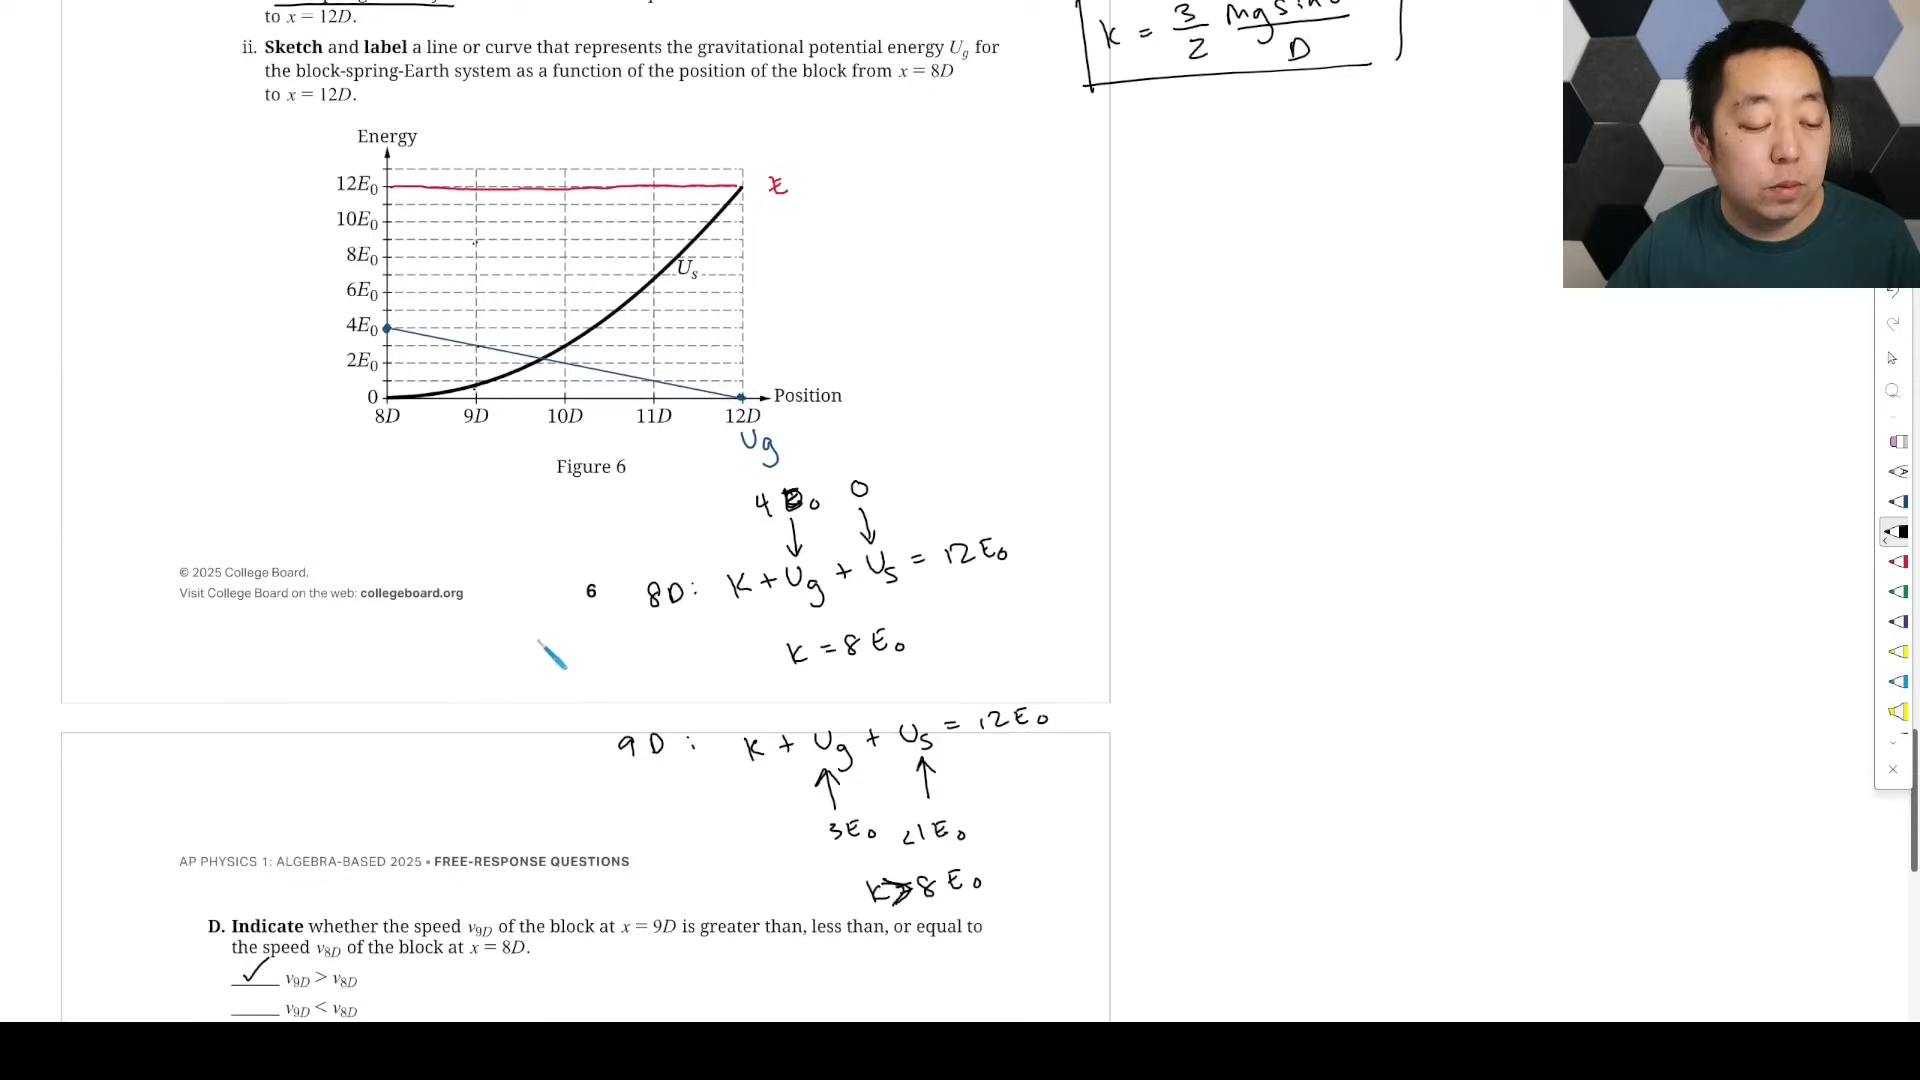 to x = 12D.
ii. Sketch and label a line or curve that represents the gravitational potential energy U_g for
the block-spring-Earth system as a function of the position of the block from x = 8D
to x = 12D.
k = 3/2 mg sin / D
Energy
12E₀
10E₀
8E₀
6E₀
4E₀
2E₀
0
E
U_s
8D 9D 10D 11D 12D
Position
U_g
Figure 6
4 E₀ 0
8D: K + U_g + U_s = 12E₀
K = 8E₀
© 2025 College Board.
Visit College Board on the web: collegeboard.org
6
9D: K + U_g + U_s = 12E₀
3E₀ <1E₀
K > 8E₀
AP PHYSICS 1: ALGEBRA-BASED 2025 • FREE-RESPONSE QUESTIONS
D. Indicate whether the speed v_9D of the block at x = 9D is greater than, less than, or equal to
the speed v_8D of the block at x = 8D.
✓ v_9D > v_8D
____ v_9D < v_8D